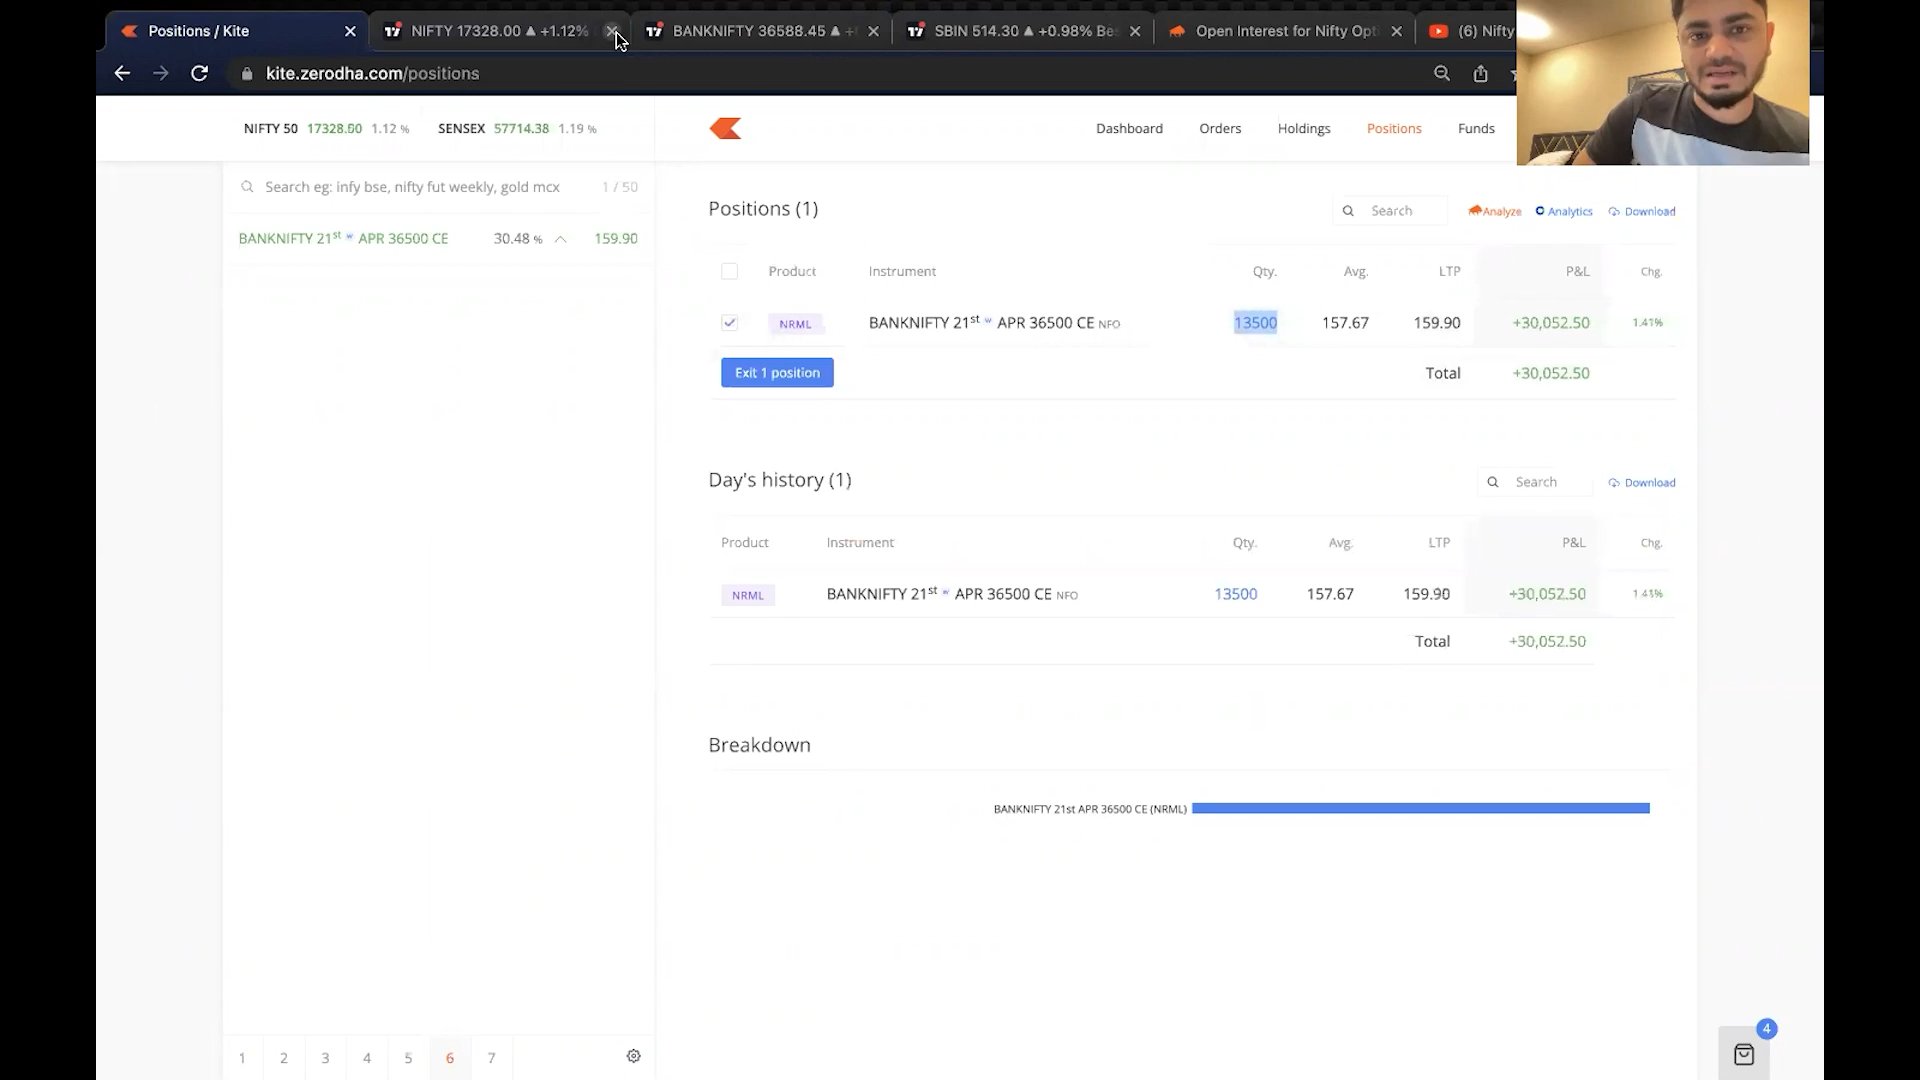 Positions / Kite
NIFTY 17328.00 ▲ +1.12%
BANKNIFTY 36588.45 ▲
SBIN 514.30 ▲ +0.98% Be
Open Interest for Nifty Opt
(6) Nifty
kite.zerodha.com/positions
NIFTY 50 17328.00 1.12 % SENSEX 57714.38 1.19 %
Dashboard Orders Holdings Positions Funds
Search eg: infy bse, nifty fut weekly, gold mcx 1 / 50
BANKNIFTY 21st w APR 36500 CE 30.48 % 159.90
Positions (1)
Search Analyze Analytics Download
Product Instrument Qty. Avg. LTP P&L Chg.
NRML BANKNIFTY 21st w APR 36500 CE NFO 13500 157.67 159.90 +30,052.50 1.41%
Exit 1 position Total +30,052.50
Day's history (1)
Search Download
Product Instrument Qty. Avg. LTP P&L Chg.
NRML BANKNIFTY 21st w APR 36500 CE NFO 13500 157.67 159.90 +30,052.50 1.41%
Total +30,052.50
Breakdown
BANKNIFTY 21st APR 36500 CE (NRML)
1 2 3 4 5 6 7
4